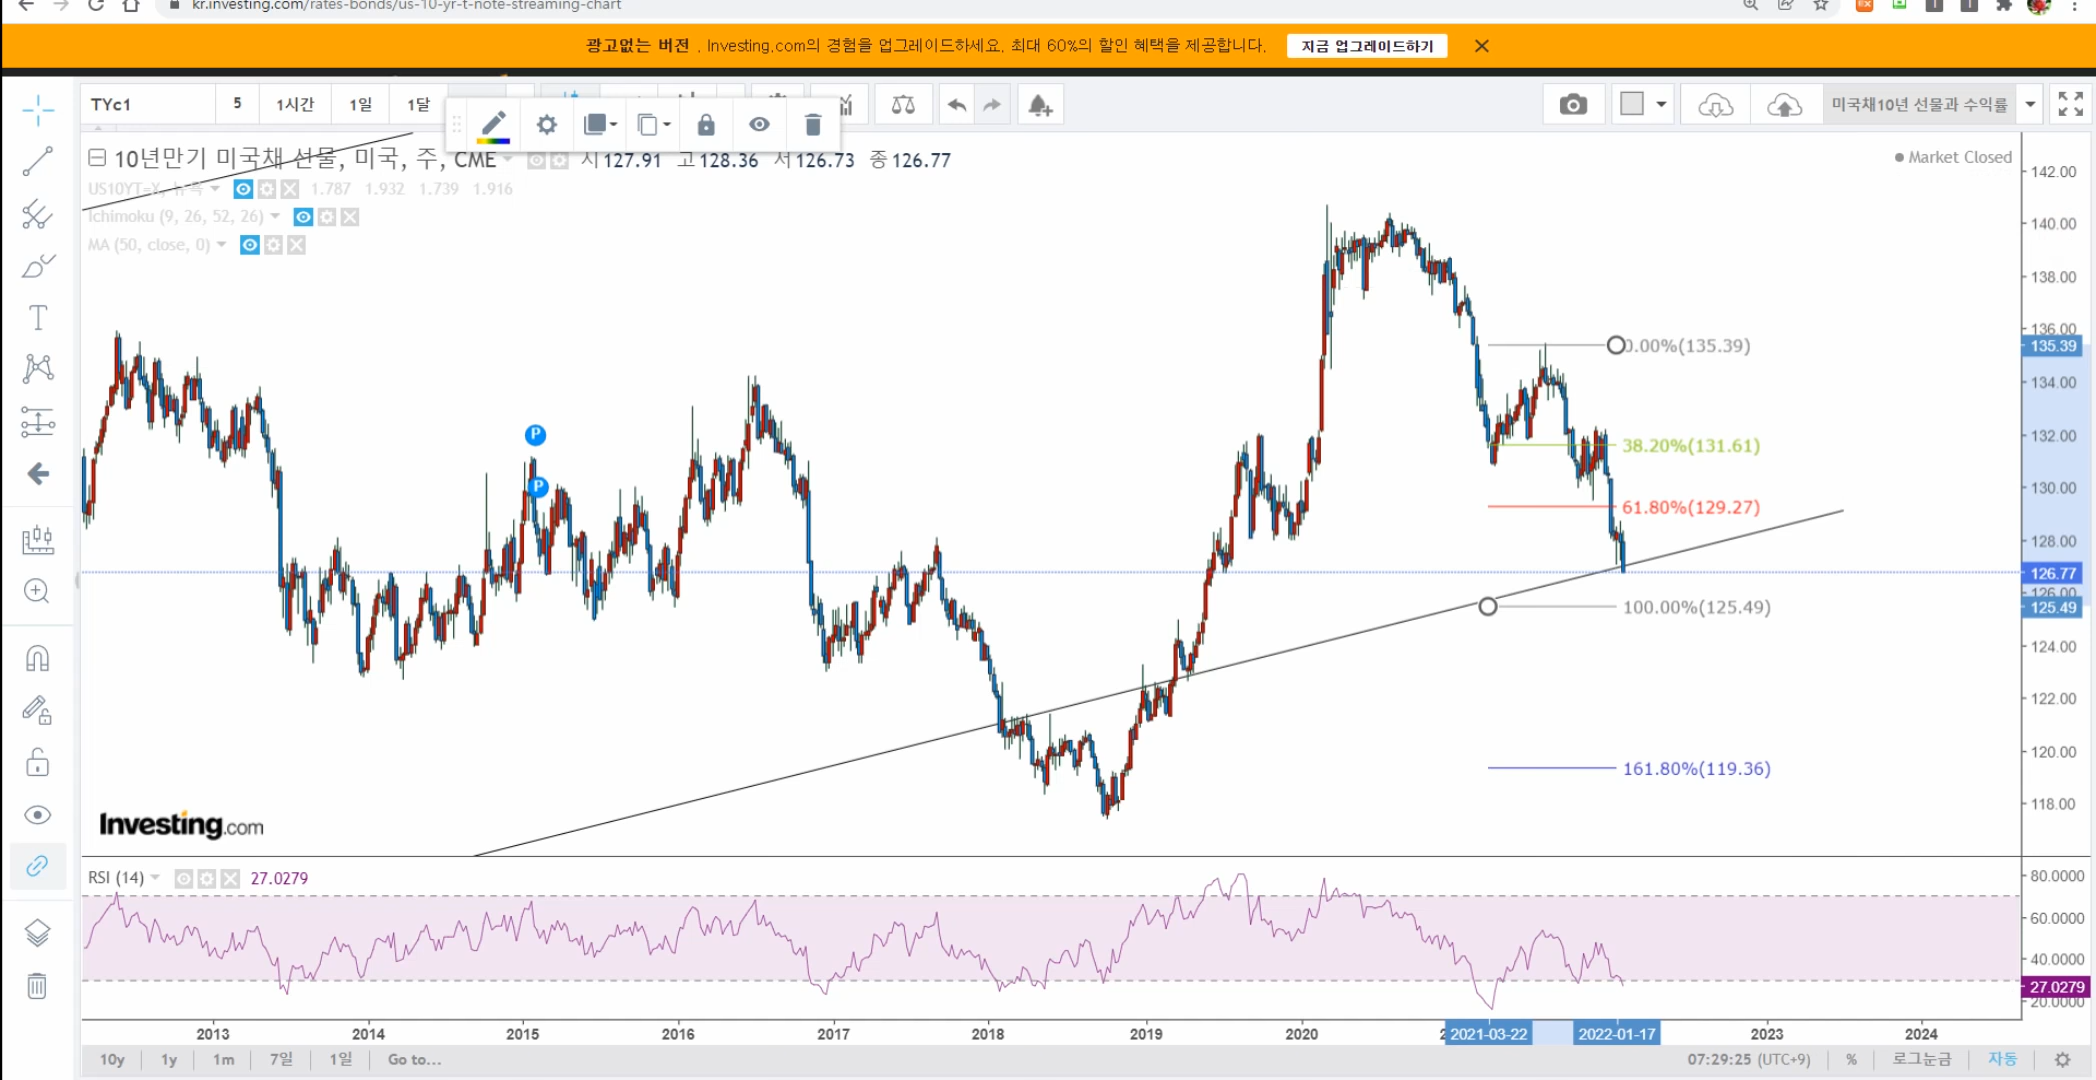 kr.investing.com/rates-bonds/us-10-yr-t-note-streaming-chart
광고없는 버전 . Investing.com의 경험을 업그레이드하세요. 최대 60%의 할인 혜택을 제공합니다. 지금 업그레이드하기
TYc1 5 1시간 1일 1달 미국채10년 선물과 수익률
10년만기 미국채 선물, 미국, 주, CME 시 127.91 고 128.36 저 126.73 종 126.77
Market Closed
US10YT=X, 뉴욕 1.787 1.932 1.739 1.916
Ichimoku (9, 26, 52, 26)
MA (50, close, 0)
142.00
140.00
138.00
136.00
135.39
134.00
132.00
130.00
128.00
126.77
126.00
125.49
124.00
122.00
120.00
118.00
0.00%(135.39)
38.20%(131.61)
61.80%(129.27)
100.00%(125.49)
161.80%(119.36)
P
P
Investing.com
RSI (14) 27.0279
80.0000
60.0000
40.0000
27.0279
20.0000
2013 2014 2015 2016 2017 2018 2019 2020 2021-03-22 2022-01-17 2023 2024
10y 1y 1m 7일 1일 Go to... 07:29:25 (UTC+9) % 로그눈금 자동